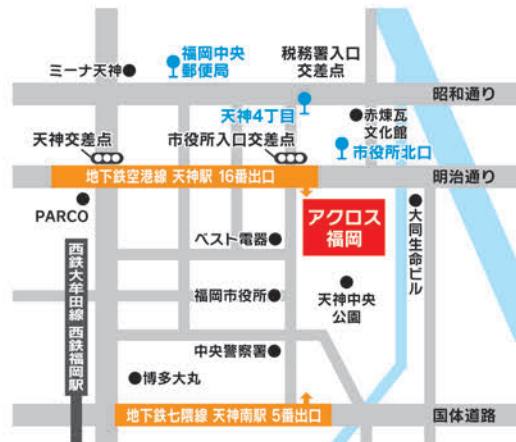 福岡中央
郵便局
税務署入口
交差点
ミーナ天神
昭和通り
天神4丁目
赤煉瓦
文化館
天神交差点
市役所入口交差点
市役所北口
地下鉄空港線 天神駅 16番出口
明治通り
PARCO
アクロス
福岡
大同生命ビル
ベスト電器
西鉄大牟田線 西鉄福岡駅
福岡市役所
天神中央
公園
中央警察署
博多大丸
地下鉄七隈線 天神南駅 5番出口
国体道路